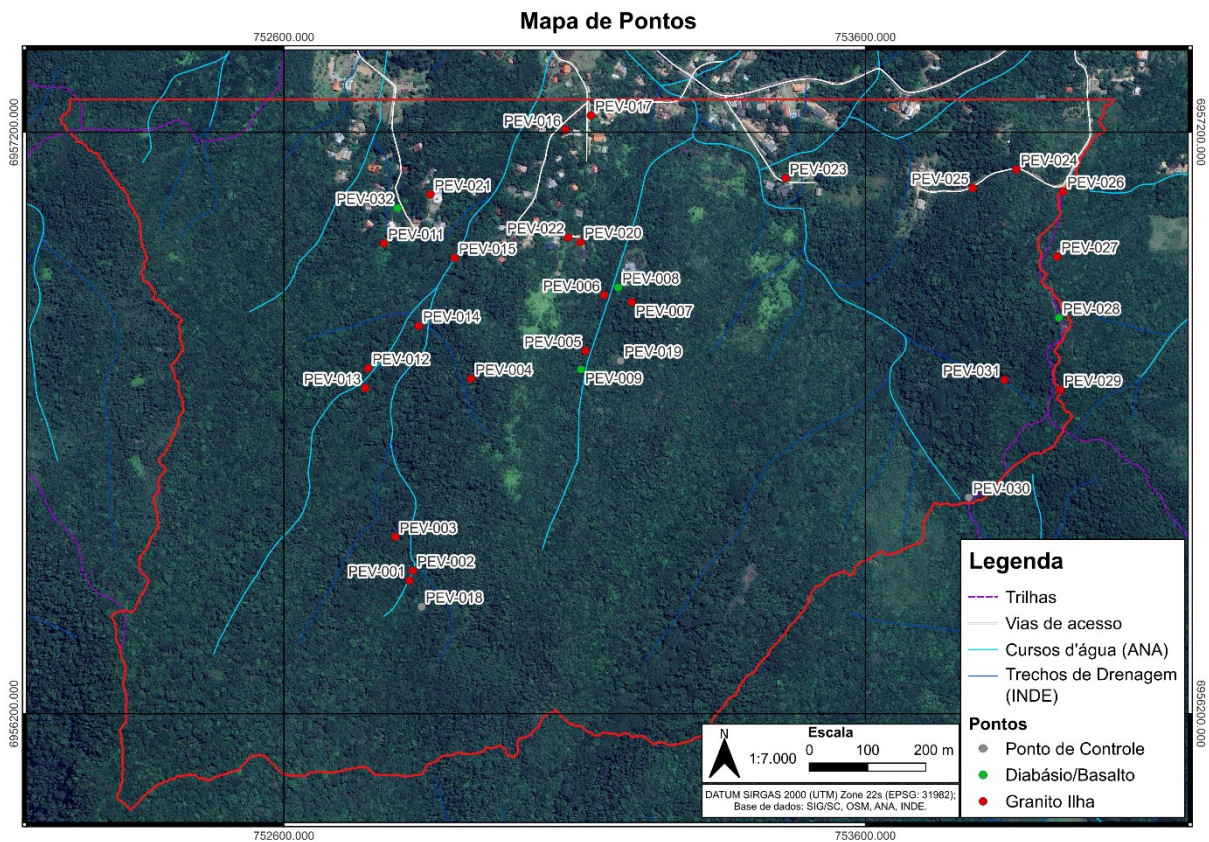 Mapa de Pontos
752600.000
753600.000
6957200.000
6957200.000
PEV-017
PEV-016
PEV-024
PEV-023
PEV-025
PEV-026
PEV-021
PEV-032
PEV-011
PEV-022
PEV-020
PEV-015
PEV-027
PEV-008
PEV-006
PEV-007
PEV-028
PEV-014
PEV-005
PEV-019
PEV-012
PEV-004
PEV-009
PEV-013
PEV-031
PEV-029
PEV-030
PEV-003
PEV-002
PEV-001
PEV-018
Legenda
Trilhas
Vias de acesso
Cursos d'água (ANA)
Trechos de Drenagem
(INDE)
Pontos
Ponto de Controle
Diabásio/Basalto
Granito Ilha
N
1:7.000
Escala
0 100 200 m
DATUM SIRGAS 2000 (UTM) Zone 22s (EPSG: 31982);
Base de dados: SIG/SC, OSM, ANA, INDE.
6956200.000
6956200.000
752600.000
753600.000